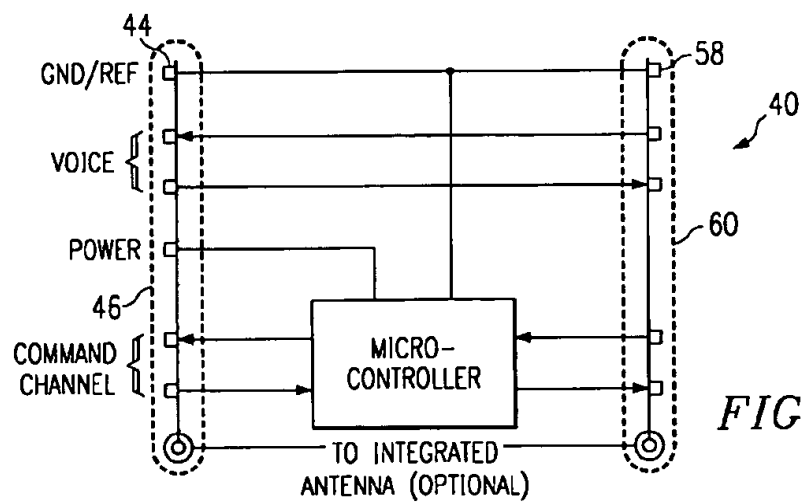 44
58
GND/REF
40
VOICE
60
POWER
46
COMMAND
CHANNEL
MICRO-
CONTROLLER
FIG
TO INTEGRATED
ANTENNA (OPTIONAL)